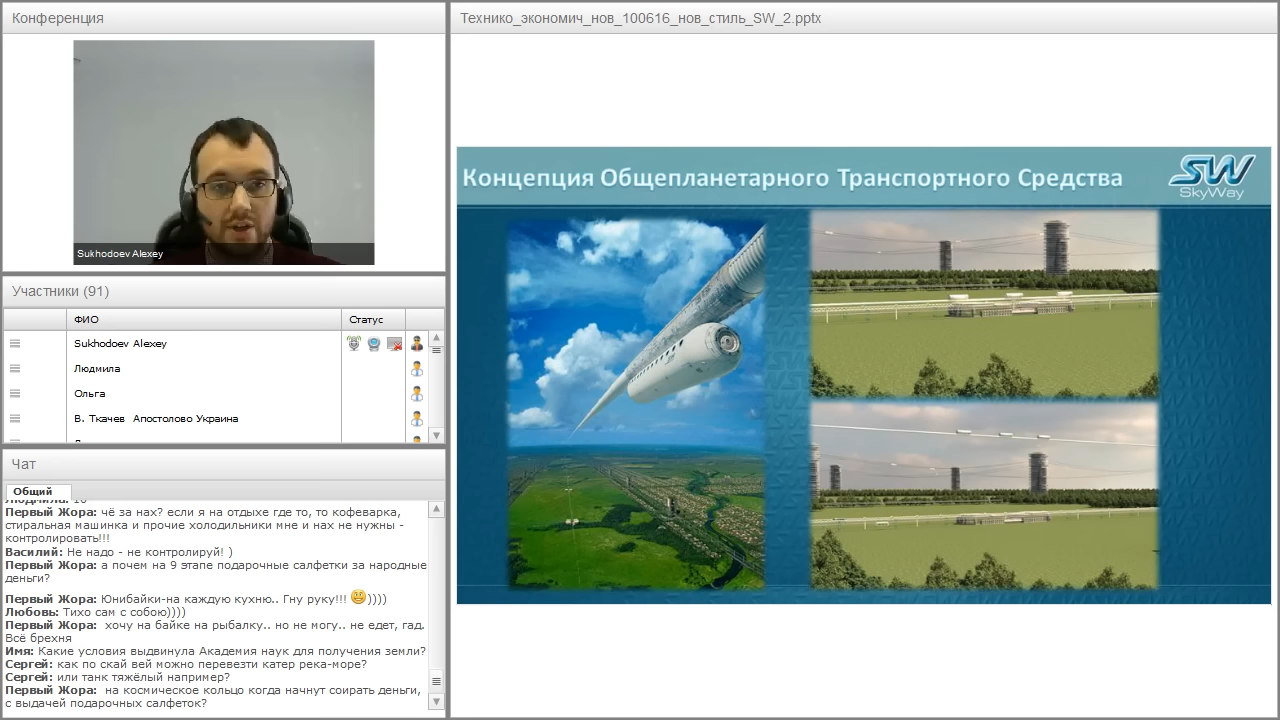 Конференция
Sukhodoev Alexey
Участники (91)
ФИО
Статус
Sukhodoev Alexey
Людмила
Ольга
В. Ткачев Апостолово Украина
Чат
Общий
Первый Жора: чё за нах? если я на отдыхе где то, то кофеварка,
стиральная машинка и прочие холодильники мне и нах не нужны -
контролировать!!!
Василий: Не надо - не контролируй! )
Первый Жора: а почем на 9 этапе подарочные салфетки за народные
деньги?
Первый Жора: Юнибайки-на каждую кухню.. Гну руку!!! ))))
Любовь: Тихо сам с собою))))
Первый Жора: хочу на байке на рыбалку.. но не могу.. не едет, гад.
Всё брехня
Имя: Какие условия выдвинула Академия наук для получения земли?
Сергей: как по скай вей можно перевезти катер река-море?
Сергей: или танк тяжёлый например?
Первый Жора: на космическое кольцо когда начнут соирать деньги,
с выдачей подарочных салфеток?
Технико_экономич_нов_100616_нов_стиль_SW_2.pptx
Концепция Общепланетарного Транспортного Средства
SW
SkyWay